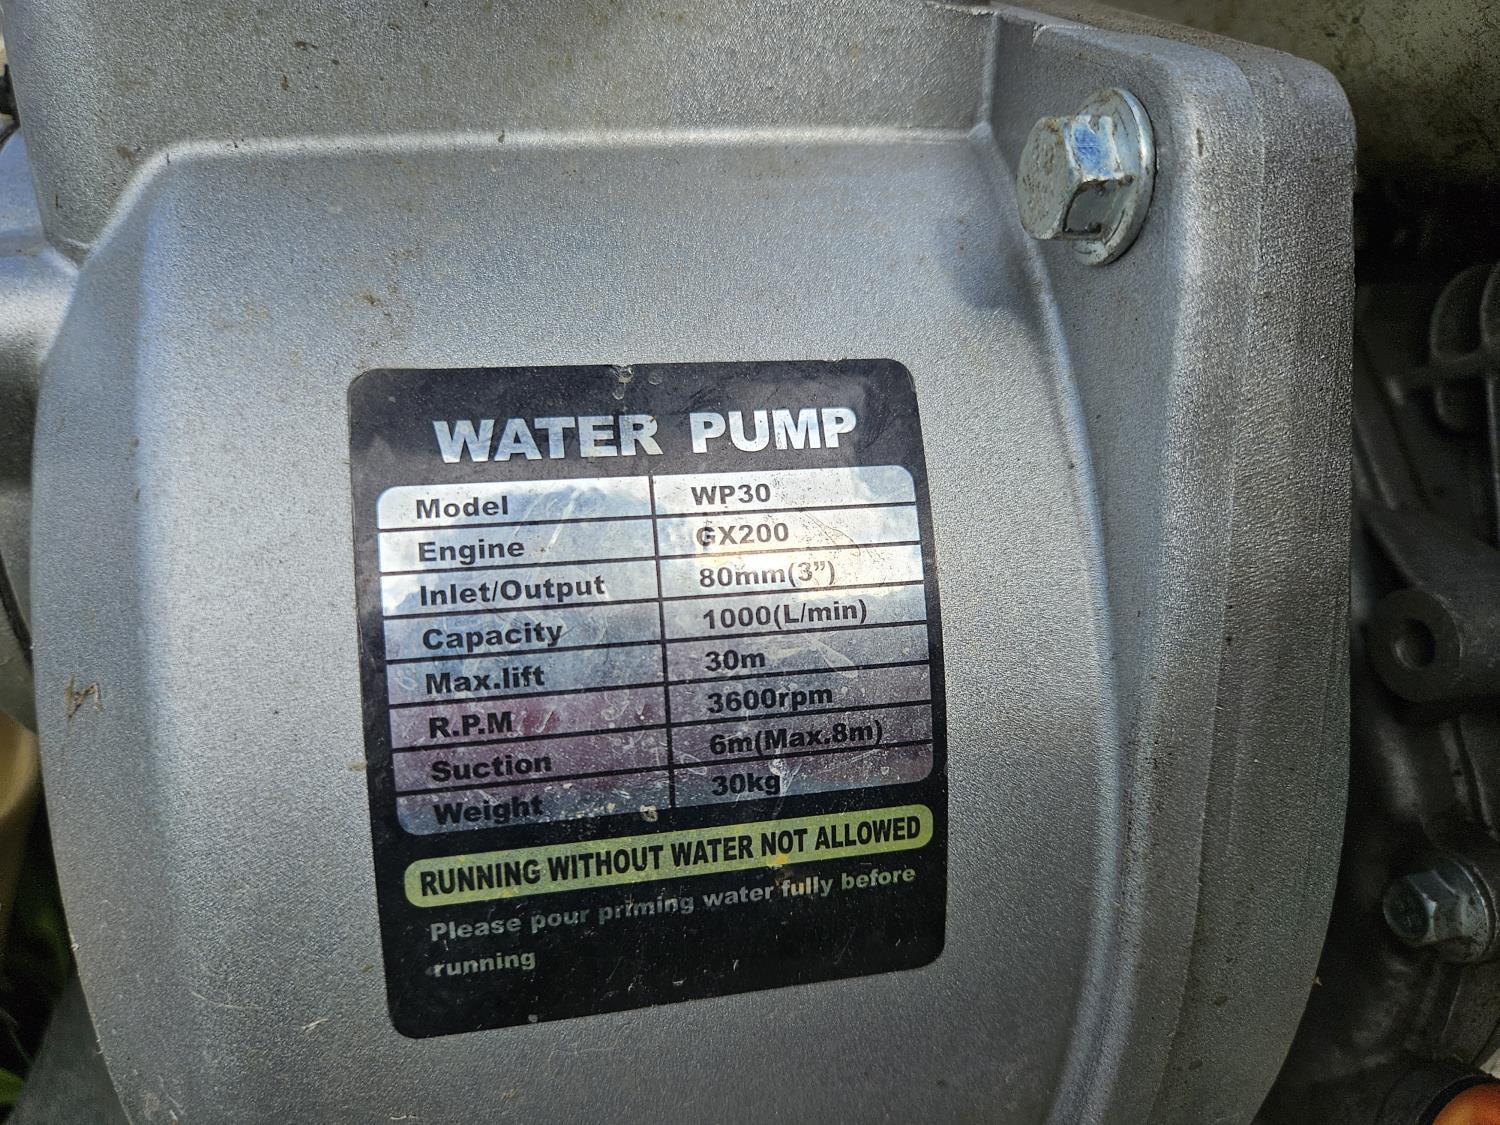 WATER PUMP
Model WP30
Engine GX200
Inlet/Output 80mm(3”)
Capacity 1000(L/min)
Max.lift 30m
R.P.M 3600rpm
Suction 6m(Max.8m)
Weight 30kg
RUNNING WITHOUT WATER NOT ALLOWED
Please pour priming water fully before
running